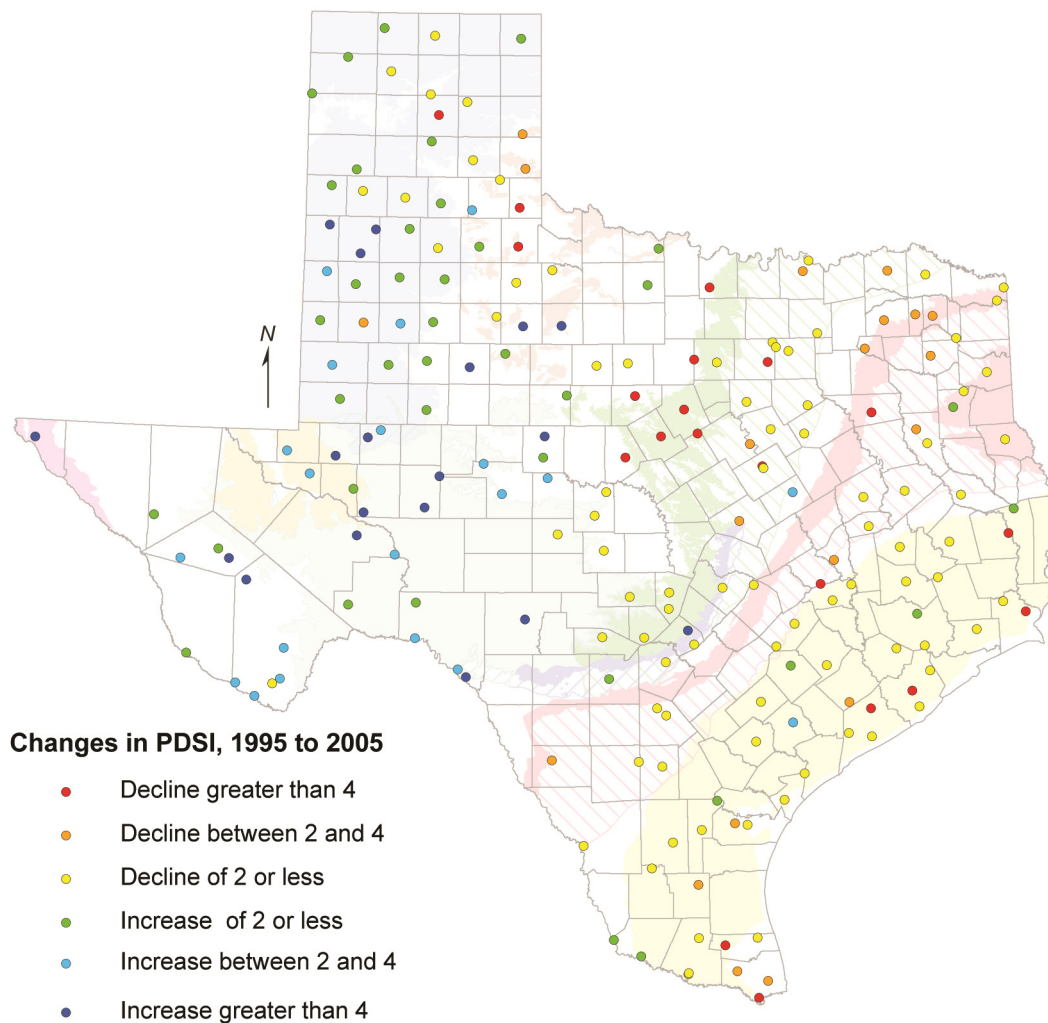 N
Changes in PDSI, 1995 to 2005
Decline greater than 4
Decline between 2 and 4
Decline of 2 or less
Increase of 2 or less
Increase between 2 and 4
Increase greater than 4